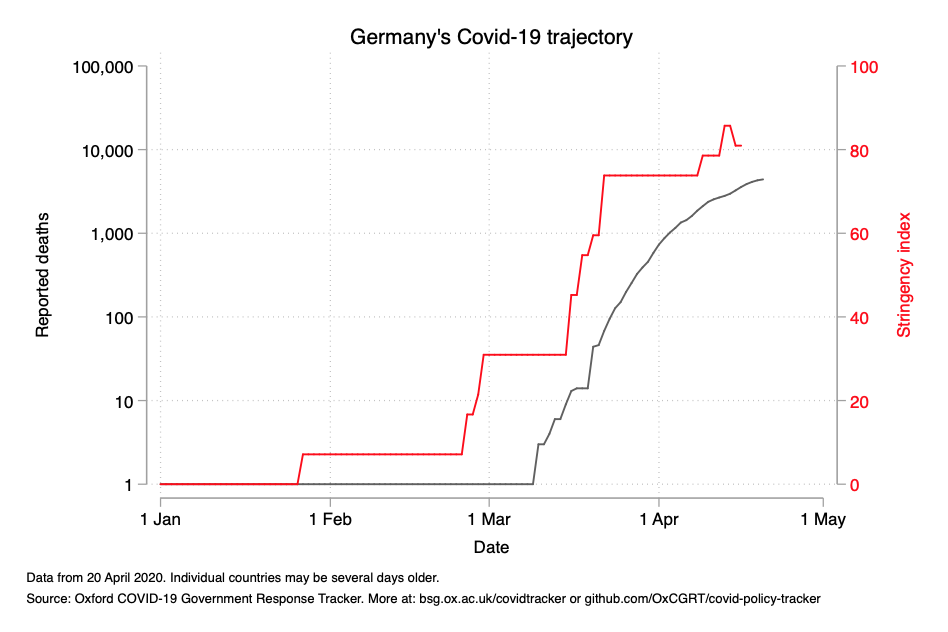 Germany's Covid-19 trajectory
100,000
10,000
1,000
100
10
1
Reported deaths
100
80
60
40
20
0
Stringency index
1 Jan
1 Feb
1 Mar
1 Apr
1 May
Date
Data from 20 April 2020. Individual countries may be several days older.
Source: Oxford COVID-19 Government Response Tracker. More at: bsg.ox.ac.uk/covidtracker or github.com/OxCGRT/covid-policy-tracker